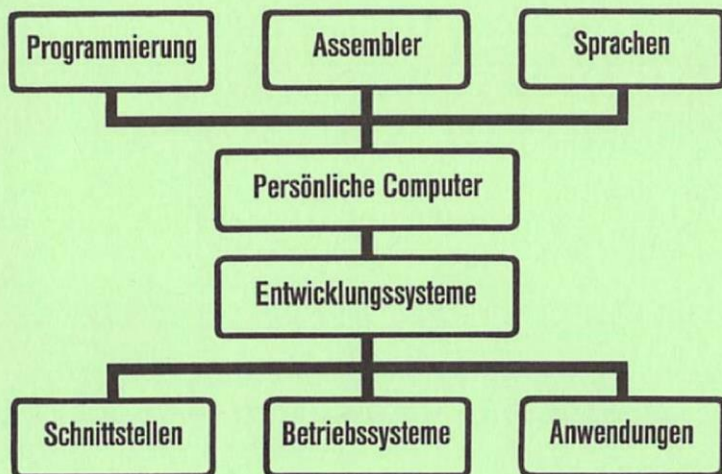 Programmierung
Assembler
Sprachen
Persönliche Computer
Entwicklungssysteme
Schnittstellen
Betriebssysteme
Anwendungen